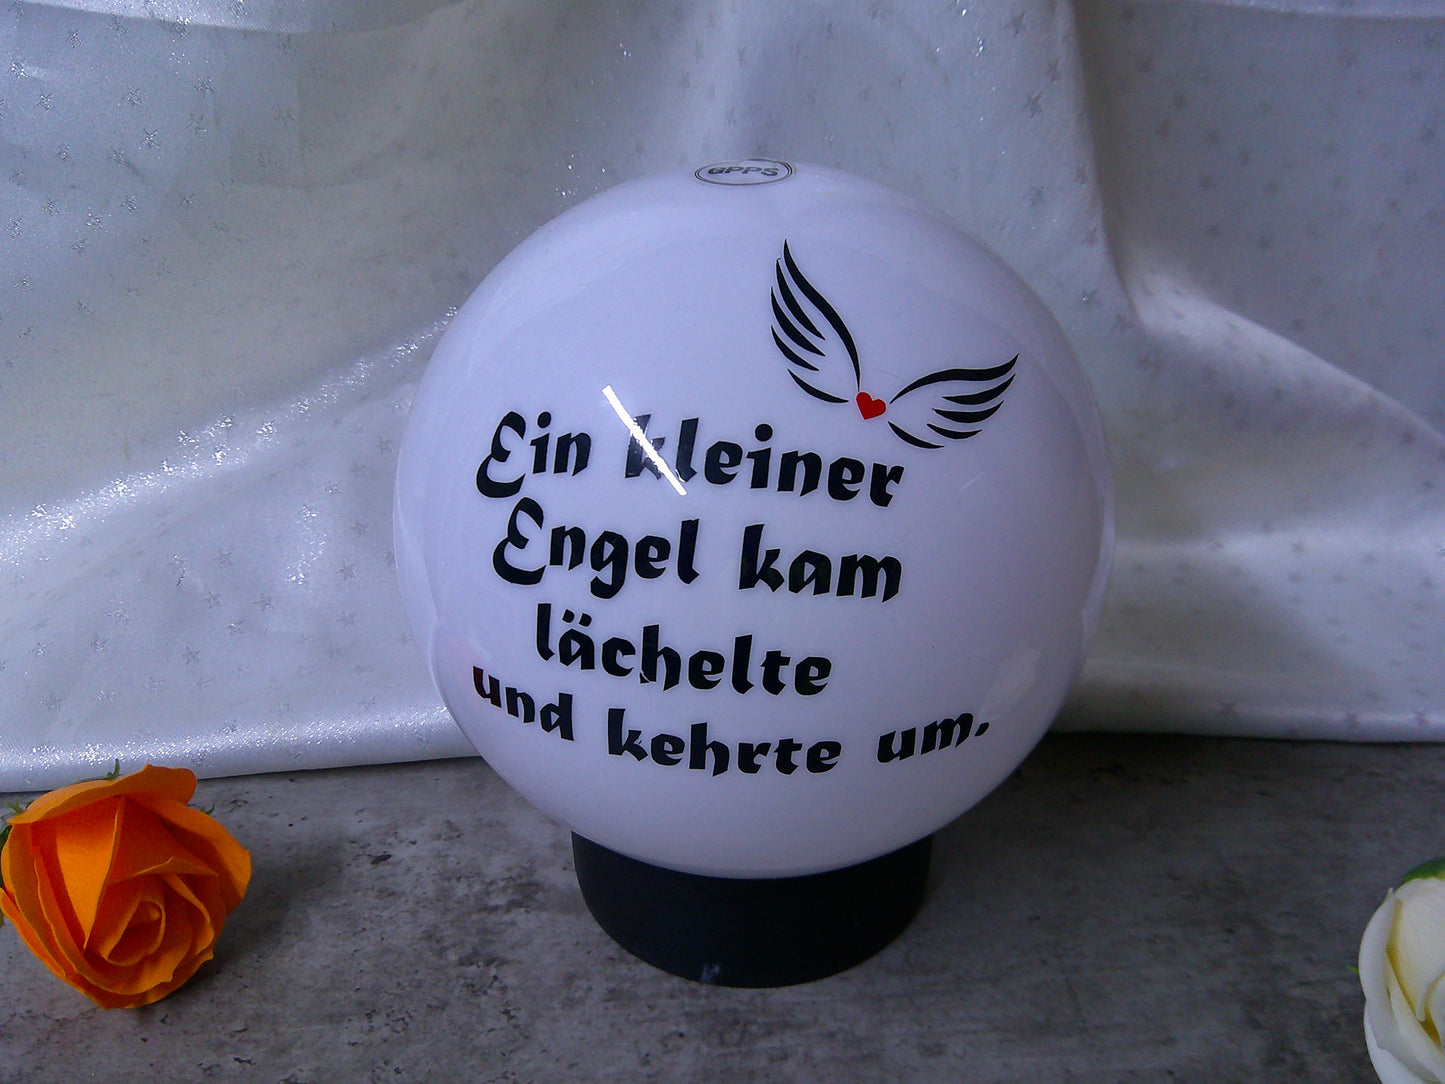 GPPS
Ein kleiner
Engel kam
lächelte
und kehrte um.